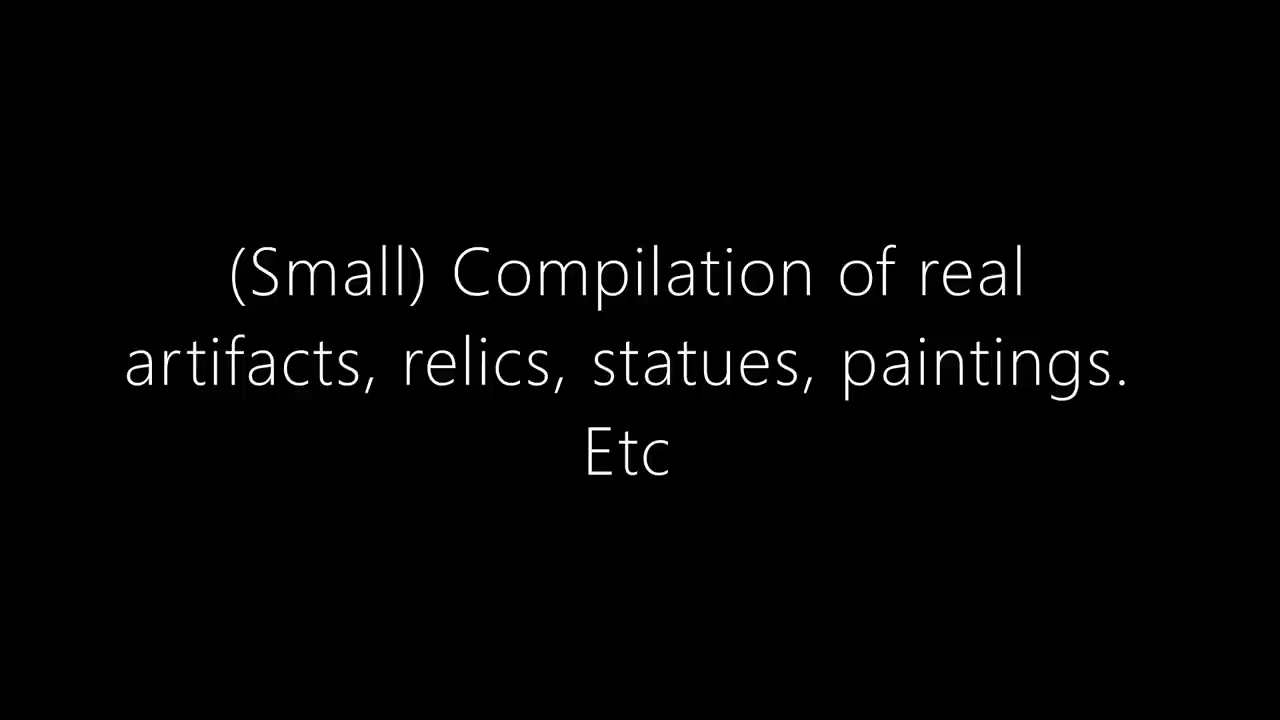 (Small) Compilation of real
artifacts, relics, statues, paintings.
Etc